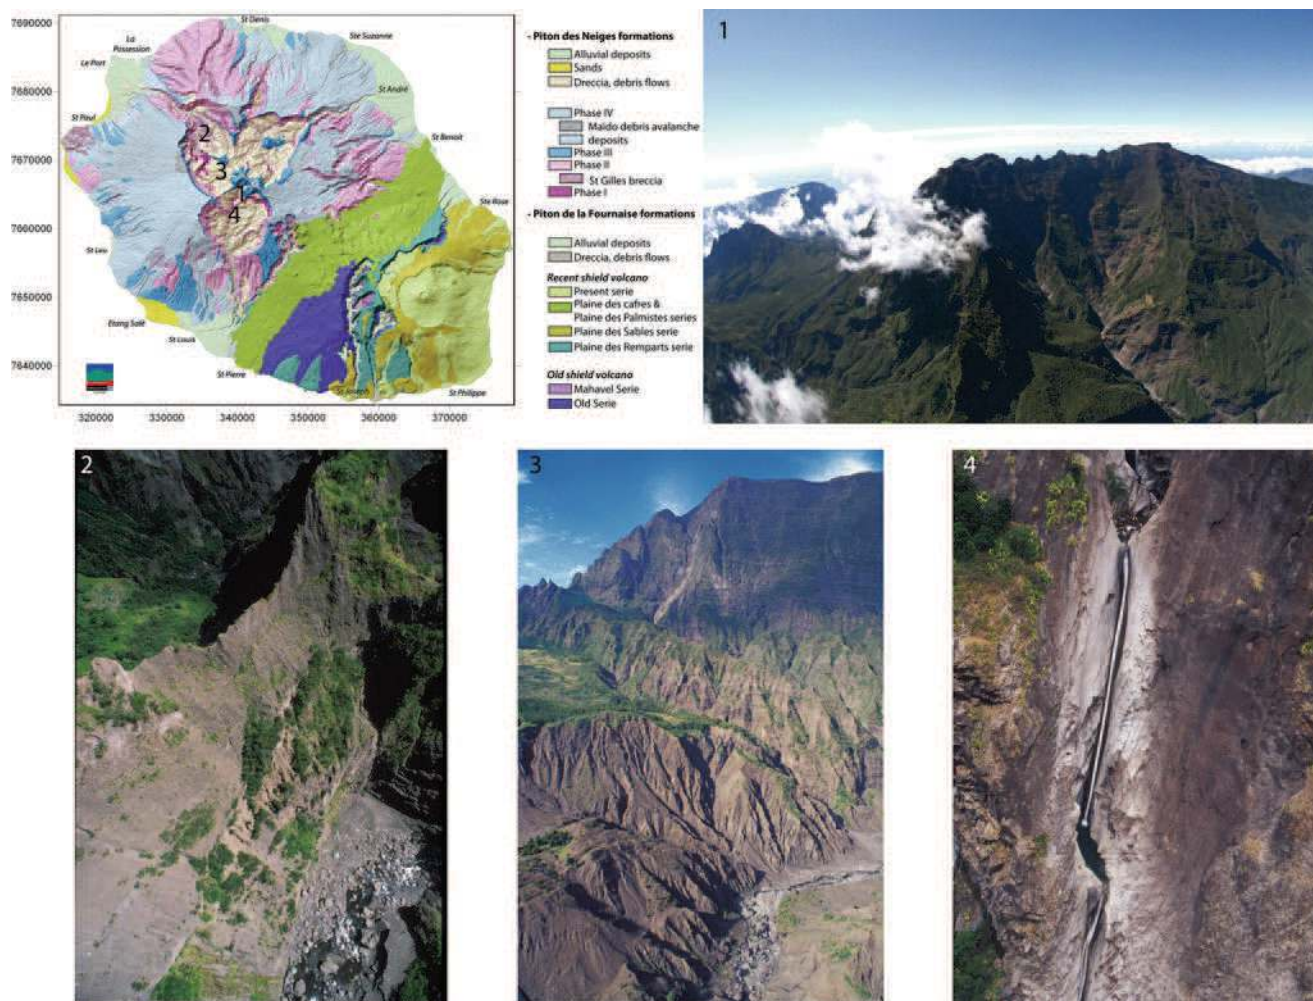 7690000
7680000
7670000
7660000
7650000
7640000
320000
330000
340000
350000
360000
370000
St Denis
Ste Suzanne
La
Possession
Le Port
St André
St Paul
St Benoit
Ste Rose
St Leu
Etang Salé
St Louis
St Pierre
St Philippe
2
3
1
4
- Piton des Neiges formations
Alluvial deposits
Sands
Dreccia, debris flows
Phase IV
Maïdo debris avalanche
deposits
Phase III
Phase II
St Gilles breccia
Phase I
- Piton de la Fournaise formations
Alluvial deposits
Dreccia, debris flows
Recent shield volcano
Present serie
Plaine des cafres &
Plaine des Palmistes series
Plaine des Sables serie
Plaine des Remparts serie
Old shield volcano
Mahavel Serie
Old Serie
1
2
3
4